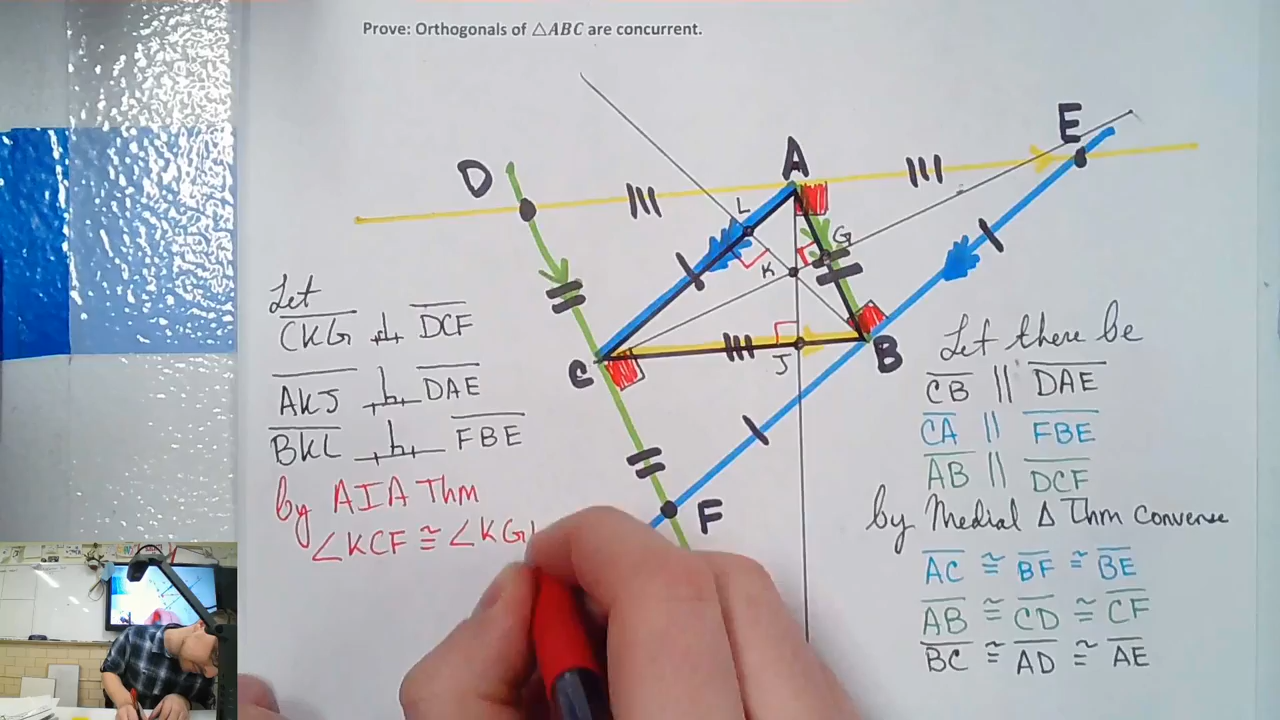 Prove: Orthogonals of △ABC are concurrent.
E
A
D
L
G
K
C
J
B
F
Let
CKG ⊥ DCF
AKJ ⊥ DAE
BKL ⊥ FBE
by AIA Thm
∠KCF ≅ ∠KG
Let there be
CB || DAE
CA || FBE
AB || DCF
by Medial Δ Thm Converse
AC ≅ BF ≅ BE
AB ≅ CD ≅ CF
BC ≅ AD ≅ AE